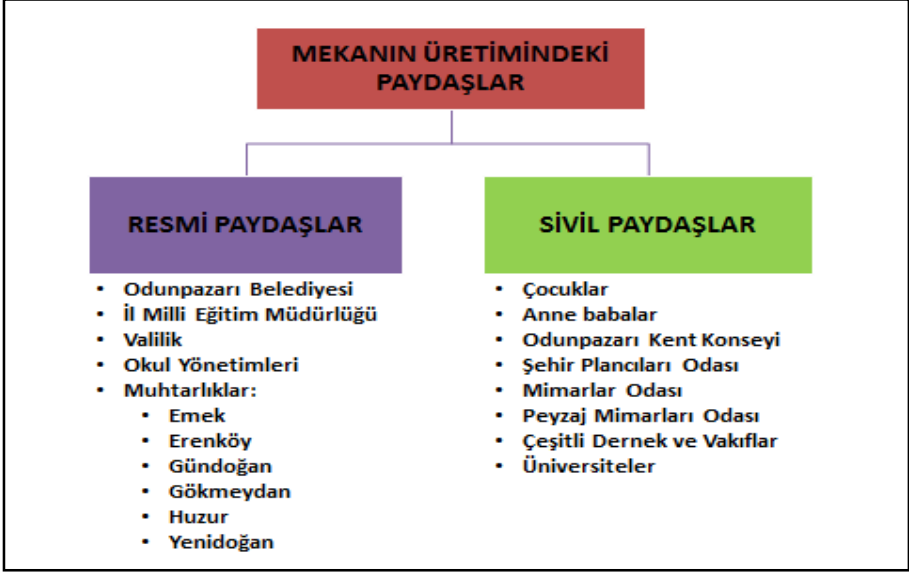 MEKANIN ÜRETİMİNDEKİ
PAYDAŞLAR
RESMİ PAYDAŞLAR
• Odunpazarı Belediyesi
• İl Milli Eğitim Müdürlüğü
• Valilik
• Okul Yönetimleri
• Muhtarlıklar:
• Emek
• Erenköy
• Gündoğan
• Gökmeydan
• Huzur
• Yenidoğan
SİVİL PAYDAŞLAR
• Çocuklar
• Anne babalar
• Odunpazarı Kent Konseyi
• Şehir Plancıları Odası
• Mimarlar Odası
• Peyzaj Mimarları Odası
• Çeşitli Dernek ve Vakıflar
• Üniversiteler